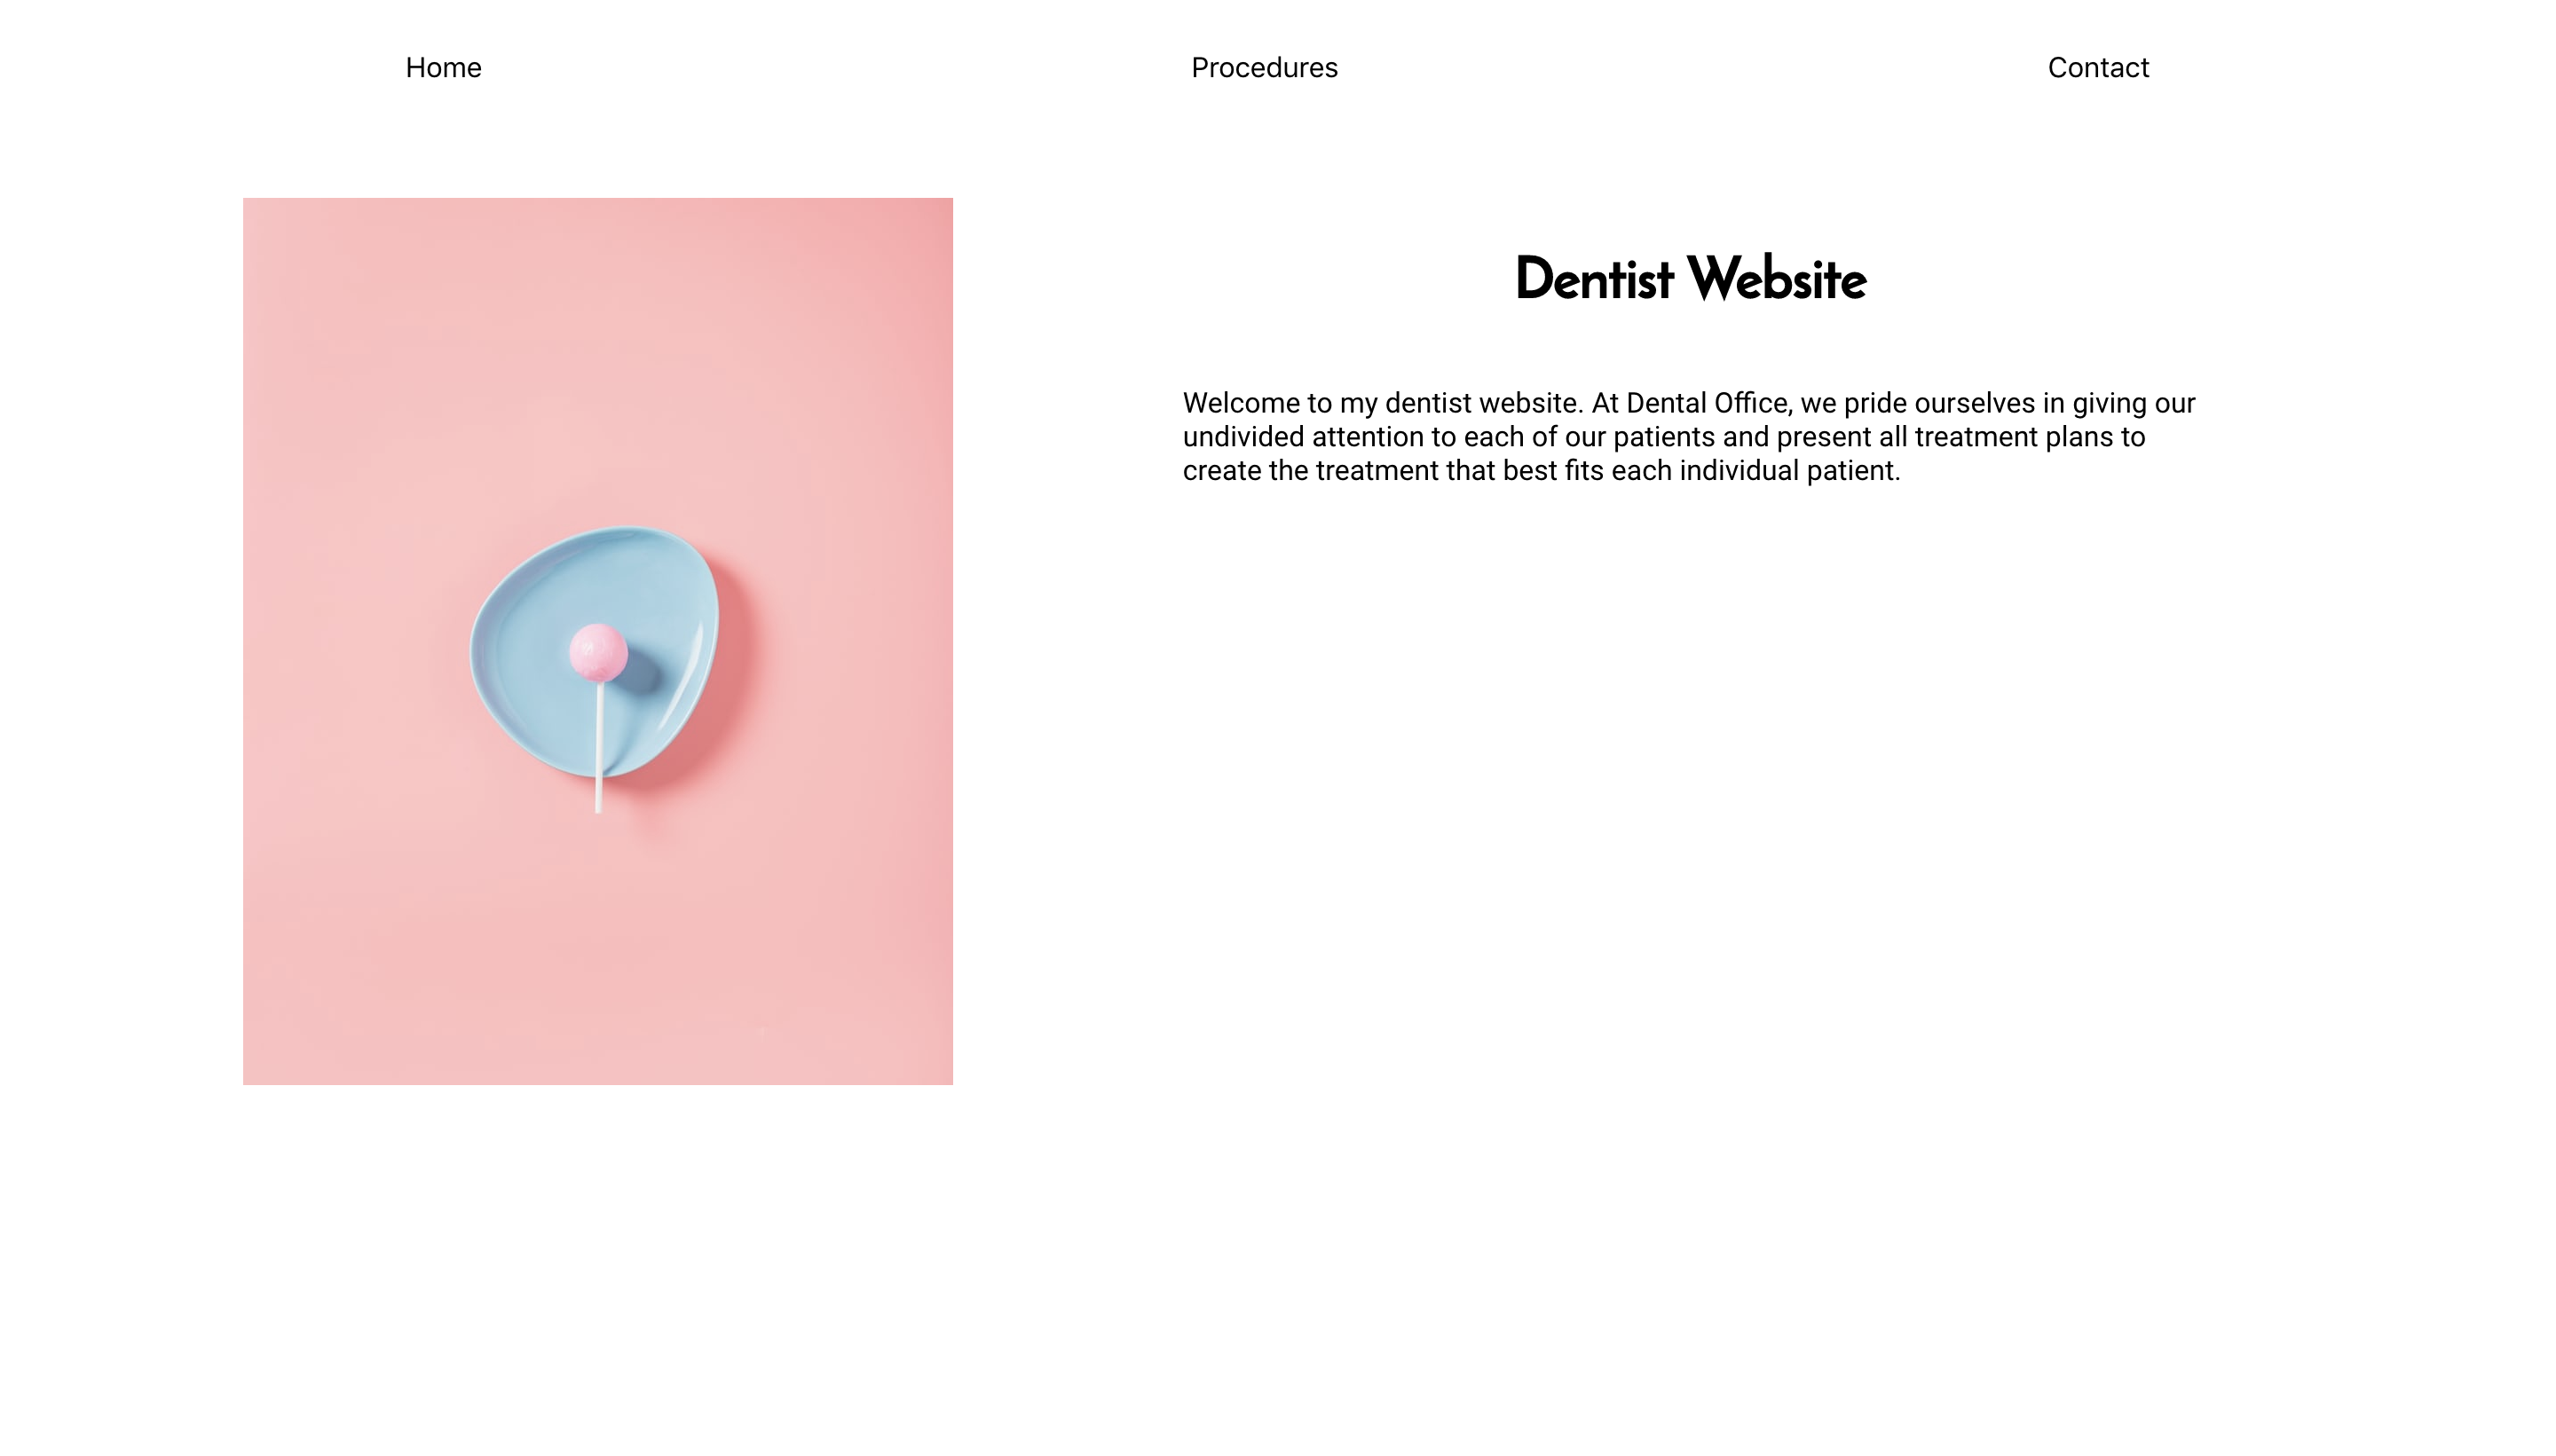 Home
Procedures
Contact
Dentist Website
Welcome to my dentist website. At Dental Office, we pride ourselves in giving our
undivided attention to each of our patients and present all treatment plans to
create the treatment that best fits each individual patient.